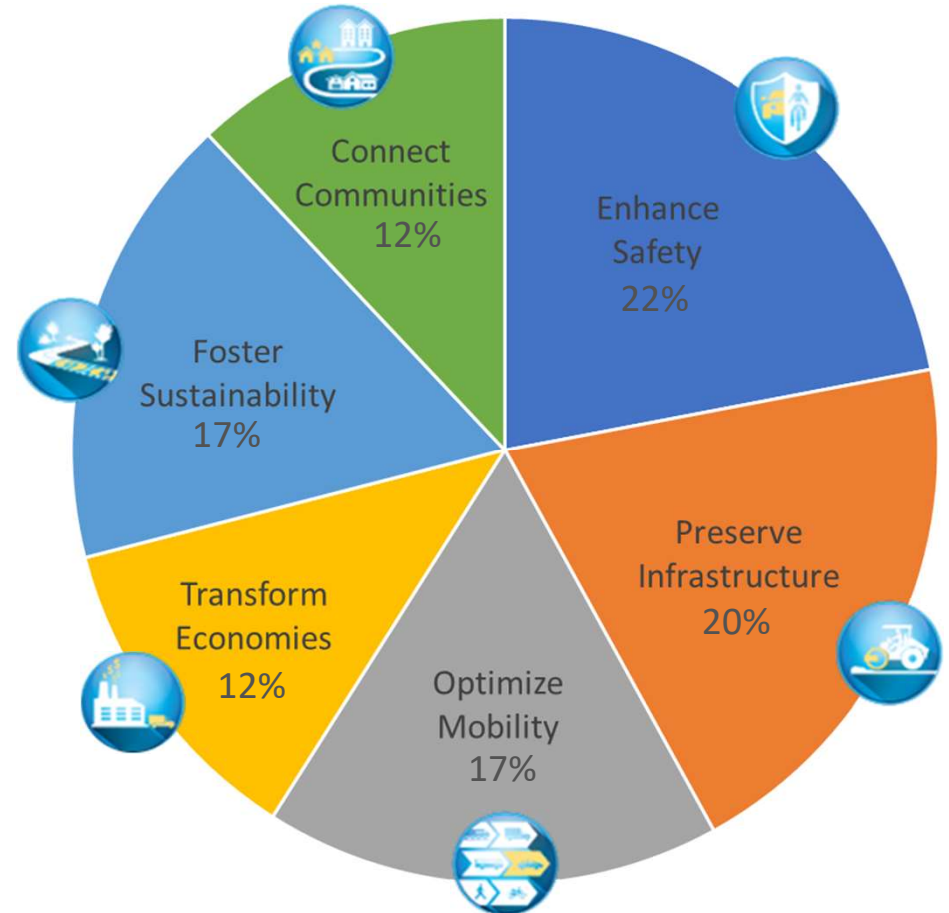 Connect
Communities
12%
Enhance
Safety
22%
Foster
Sustainability
17%
Preserve
Infrastructure
20%
Transform
Economies
12%
Optimize
Mobility
17%